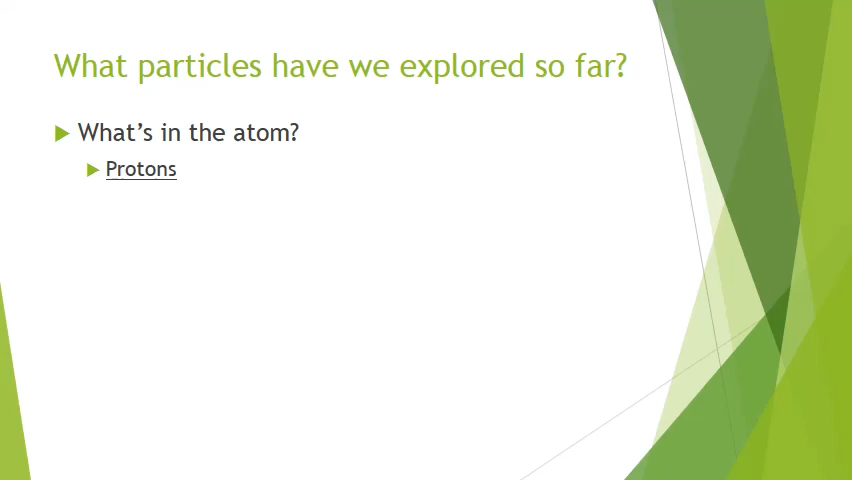 What particles have we explored so far?
What’s in the atom?
Protons